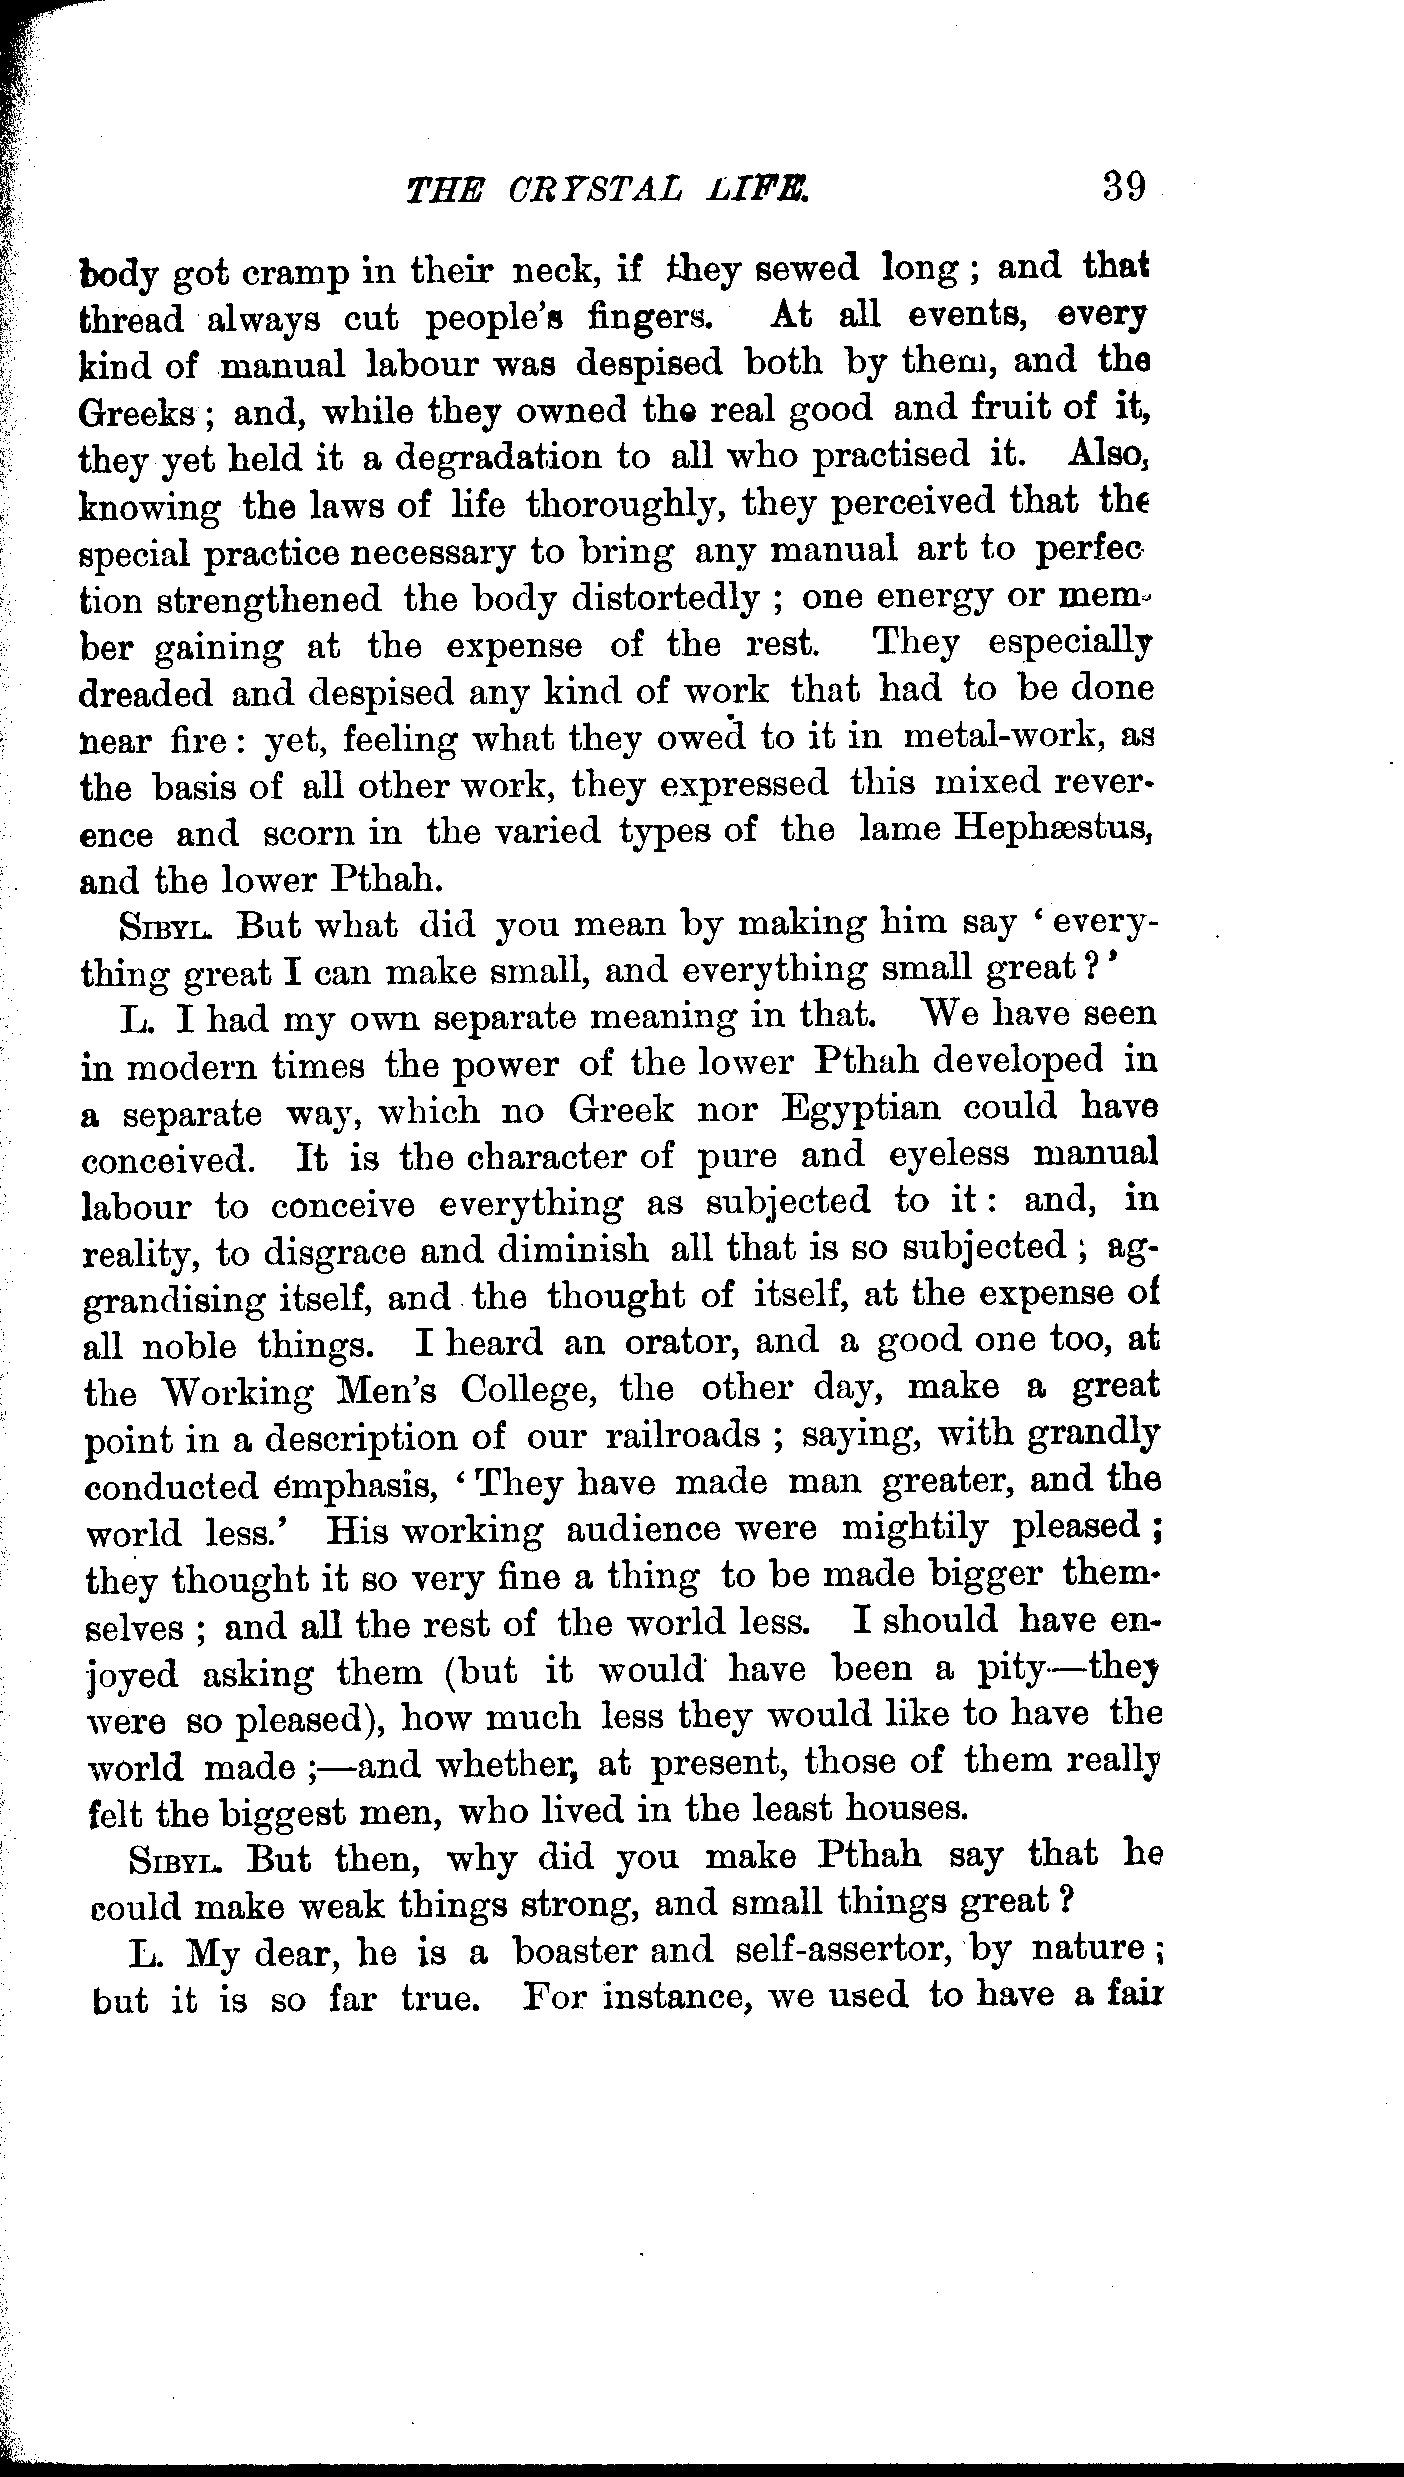 THE CRYSTAL LIFE. 39
body got cramp in their neck, if they sewed long; and that
thread always cut people's fingers. At all events, every
kind of manual labour was despised both by them, and the
Greeks; and, while they owned the real good and fruit of it,
they yet held it a degradation to all who practised it. Also,
knowing the laws of life thoroughly, they perceived that the
special practice necessary to bring any manual art to perfec-
tion strengthened the body distortedly; one energy or mem-
ber gaining at the expense of the rest. They especially
dreaded and despised any kind of work that had to be done
near fire: yet, feeling what they owed to it in metal-work, as
the basis of all other work, they expressed this mixed rever-
ence and scorn in the varied types of the lame Hephæstus,
and the lower Pthah.
SIBYL. But what did you mean by making him say 'every-
thing great I can make small, and everything small great?'
L. I had my own separate meaning in that. We have seen
in modern times the power of the lower Pthah developed in
a separate way, which no Greek nor Egyptian could have
conceived. It is the character of pure and eyeless manual
labour to conceive everything as subjected to it: and, in
reality, to disgrace and diminish all that is so subjected; ag-
grandising itself, and the thought of itself, at the expense of
all noble things. I heard an orator, and a good one too, at
the Working Men's College, the other day, make a great
point in a description of our railroads; saying, with grandly
conducted emphasis, 'They have made man greater, and the
world less.' His working audience were mightily pleased;
they thought it so very fine a thing to be made bigger them-
selves; and all the rest of the world less. I should have en-
joyed asking them (but it would have been a pity—they
were so pleased), how much less they would like to have the
world made;—and whether, at present, those of them really
felt the biggest men, who lived in the least houses.
SIBYL. But then, why did you make Pthah say that he
could make weak things strong, and small things great?
L. My dear, he is a boaster and self-assertor, by nature;
but it is so far true. For instance, we used to have a fair